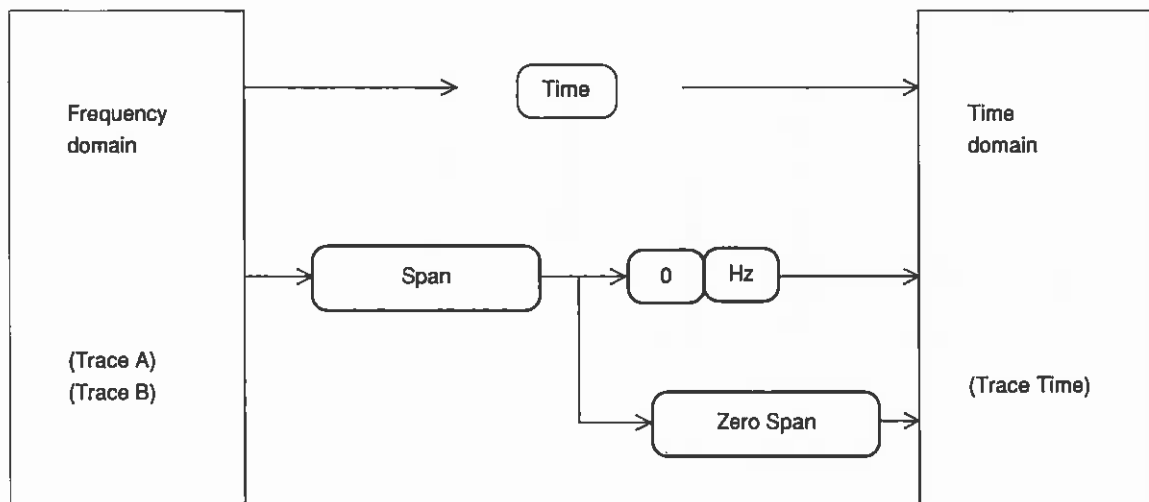 Frequency
domain
(Trace A)
(Trace B)
Time
Span
0
Hz
Zero Span
Time
domain
(Trace Time)